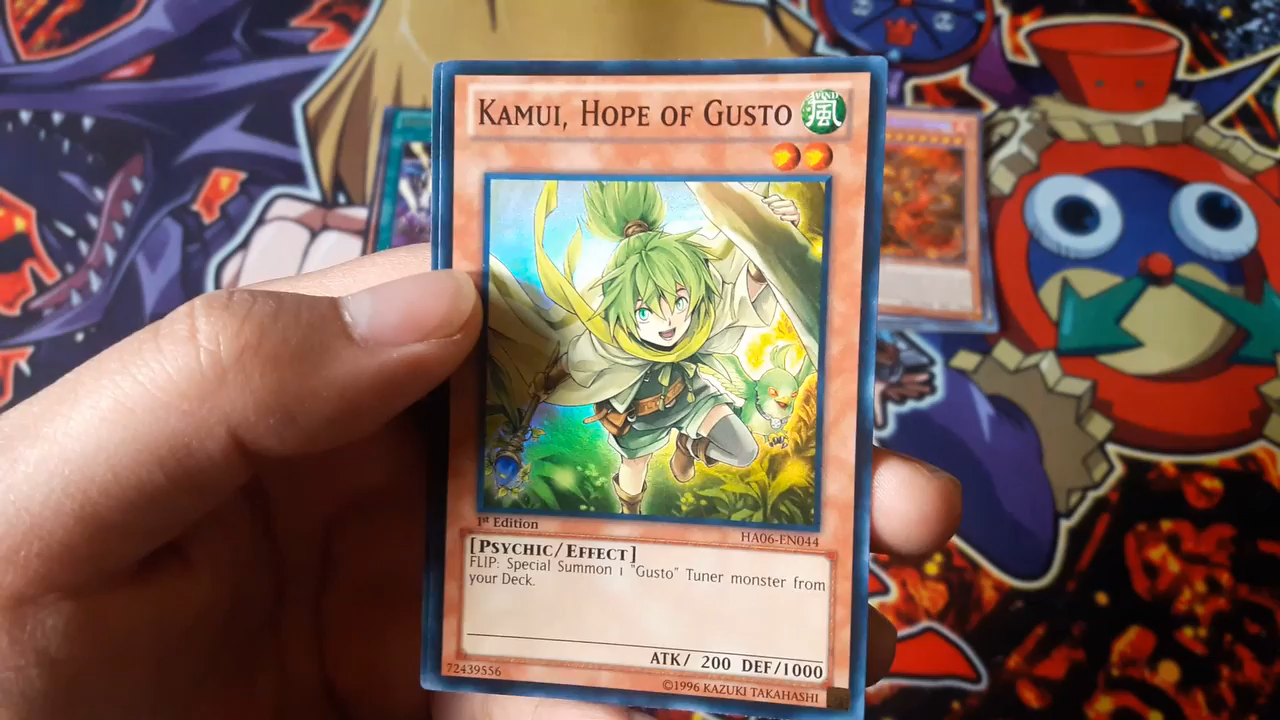 KAMUI, HOPE OF GUSTO
WIND
風
1st Edition
HA06-EN044
[PSYCHIC/EFFECT]
FLIP: Special Summon 1 "Gusto" Tuner monster from
your Deck.
ATK/ 200 DEF/1000
72439556
©1996 KAZUKI TAKAHASHI